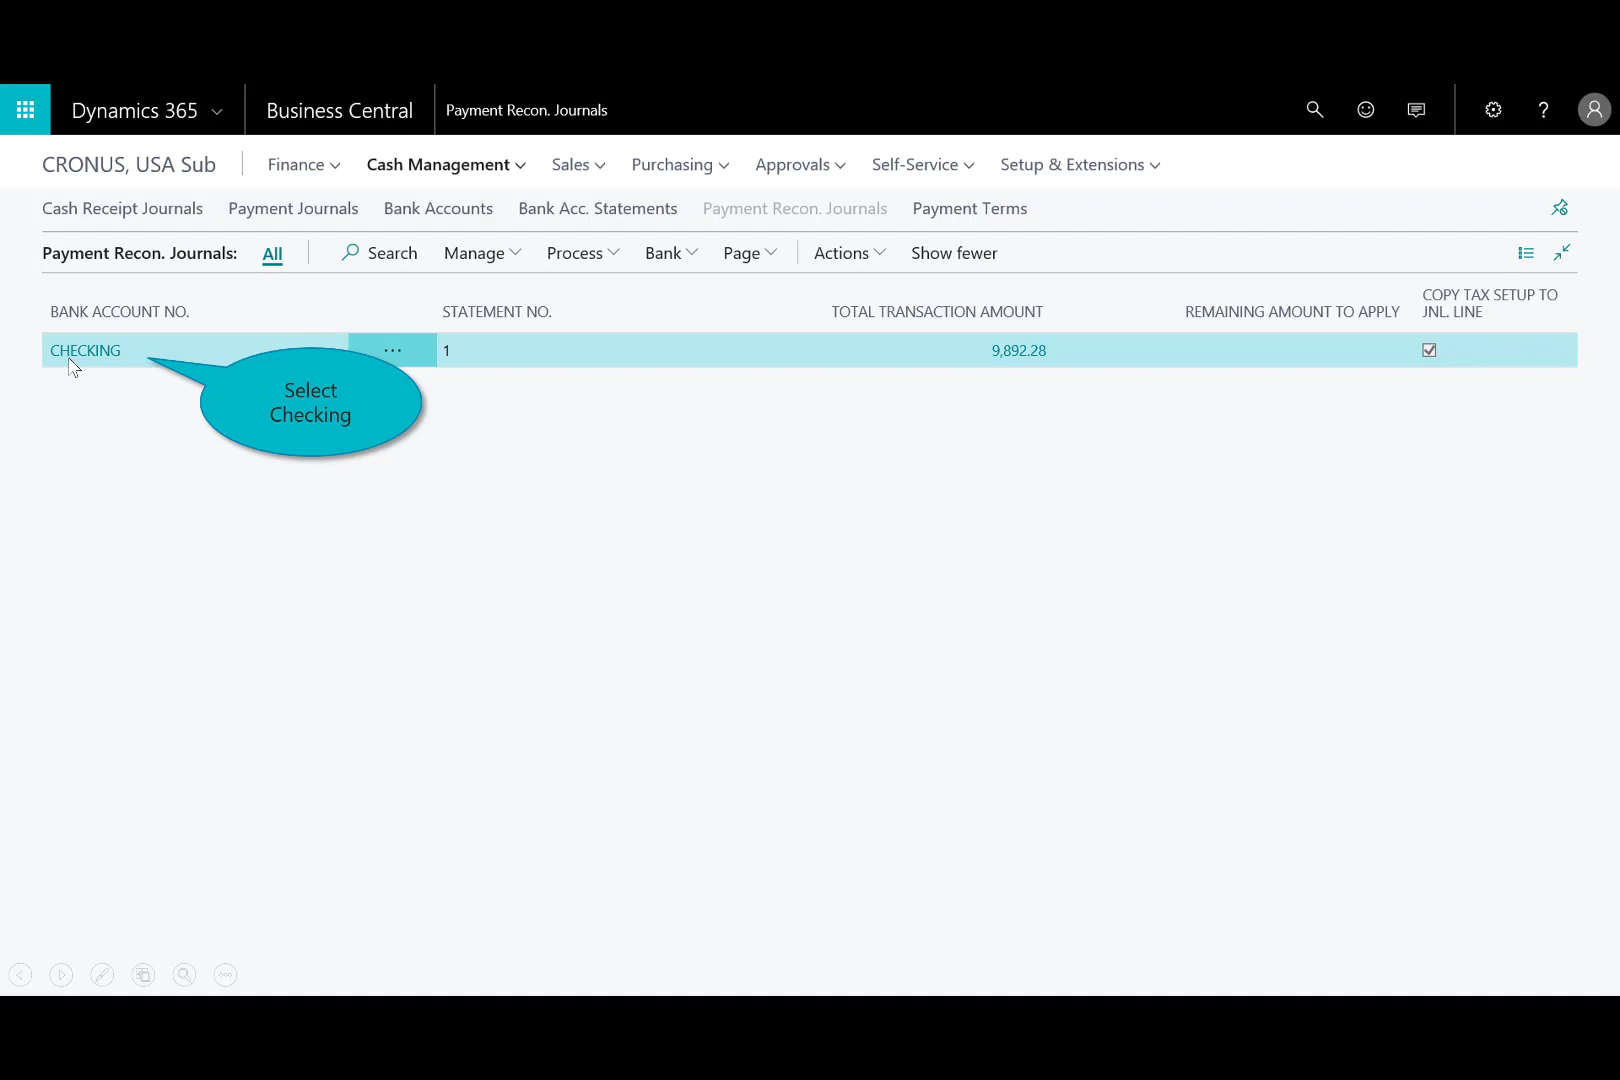 Dynamics 365 Business Central Payment Recon. Journals ?
CRONUS, USA Sub Finance Cash Management Sales Purchasing Approvals Self-Service Setup & Extensions
Cash Receipt Journals Payment Journals Bank Accounts Bank Acc. Statements Payment Recon. Journals Payment Terms
Payment Recon. Journals: All Search Manage Process Bank Page Actions Show fewer
BANK ACCOUNT NO. STATEMENT NO. TOTAL TRANSACTION AMOUNT REMAINING AMOUNT TO APPLY COPY TAX SETUP TO
JNL. LINE
CHECKING ... 1 9,892.28
Select
Checking